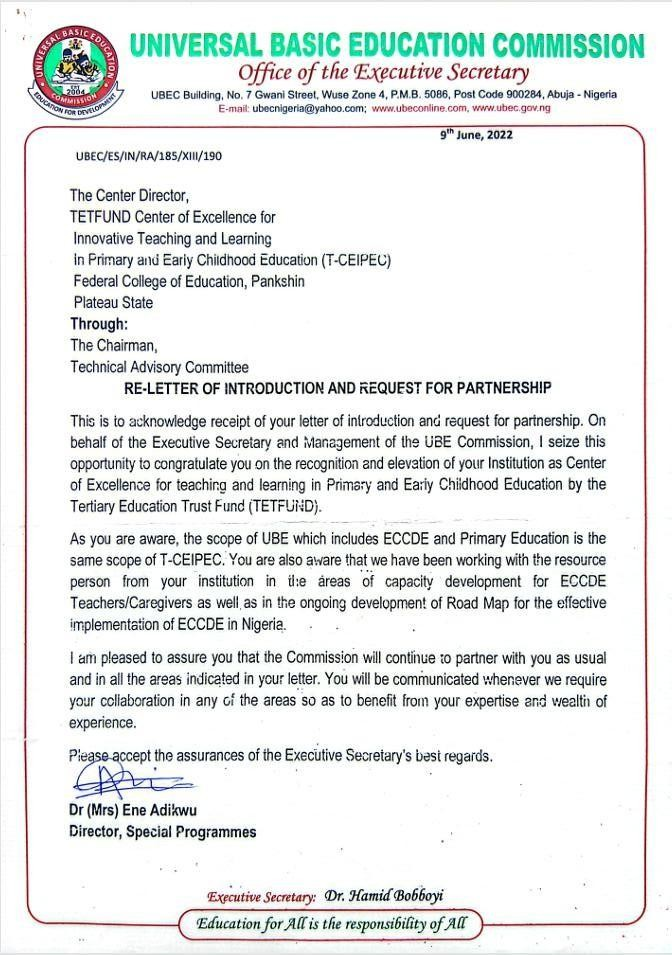 UNIVERSAL BASIC EDUCATION
COMMISSION
EST
2004
EDUCATION FOR DEVELOPMENT
UNIVERSAL BASIC EDUCATION COMMISSION
Office of the Executive Secretary
UBEC Building, No. 7 Gwani Street, Wuse Zone 4, P.M.B. 5086, Post Code 900284, Abuja - Nigeria
E-mail: ubecnigeria@yahoo.com; www.ubeconline.com, www.ubec.gov.ng
9th June, 2022
UBEC/ES/IN/RA/185/XIII/190
The Center Director,
TETFUND Center of Excellence for
Innovative Teaching and Learning
in Primary and Early Childhood Education (T-CEIPEC)
Federal College of Education, Pankshin
Plateau State
Through:
The Chairman,
Technical Advisory Committee
RE-LETTER OF INTRODUCTION AND REQUEST FOR PARTNERSHIP
This is to acknowledge receipt of your letter of introduction and request for partnership. On
behalf of the Executive Secretary and Management of the UBE Commission, I seize this
opportunity to congratulate you on the recognition and elevation of your Institution as Center
of Excellence for teaching and learning in Primary and Early Childhood Education by the
Tertiary Education Trust Fund (TETFUND).
As you are aware, the scope of UBE which includes ECCDE and Primary Education is the
same scope of T-CEIPEC. You are also aware that we have been working with the resource
person from your institution in the areas of capacity development for ECCDE
Teachers/Caregivers as well as in the ongoing development of Road Map for the effective
implementation of ECCDE in Nigeria.
I am pleased to assure you that the Commission will continue to partner with you as usual
and in all the areas indicated in your letter. You will be communicated whenever we require
your collaboration in any of the areas so as to benefit from your expertise and wealth of
experience.
Please accept the assurances of the Executive Secretary's best regards.
Dr (Mrs) Ene Adikwu
Director, Special Programmes
Executive Secretary: Dr. Hamid Bobboyi
Education for All is the responsibility of All